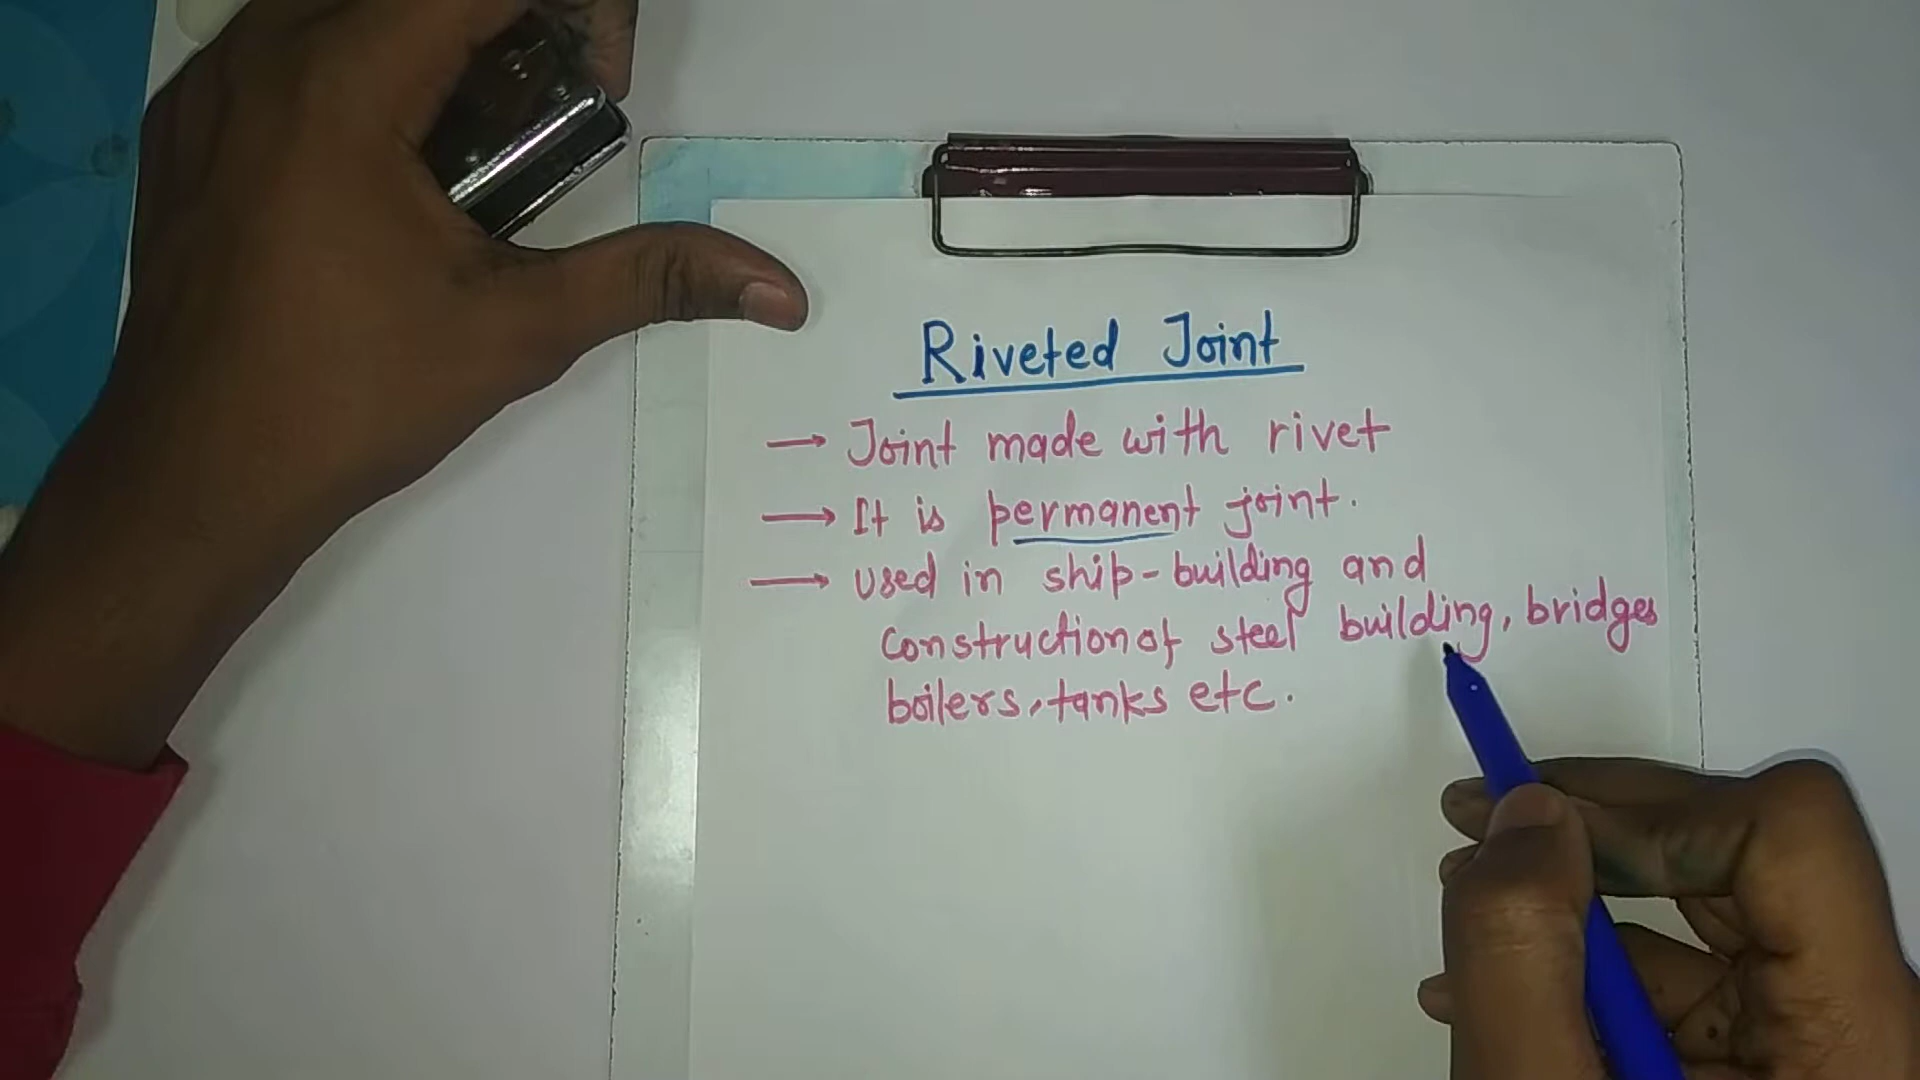 Riveted Joint
→ Joint made with rivet
→ It is permanent joint.
→ Used in ship-building and
Construction of steel building, bridges
boilers, tanks etc.